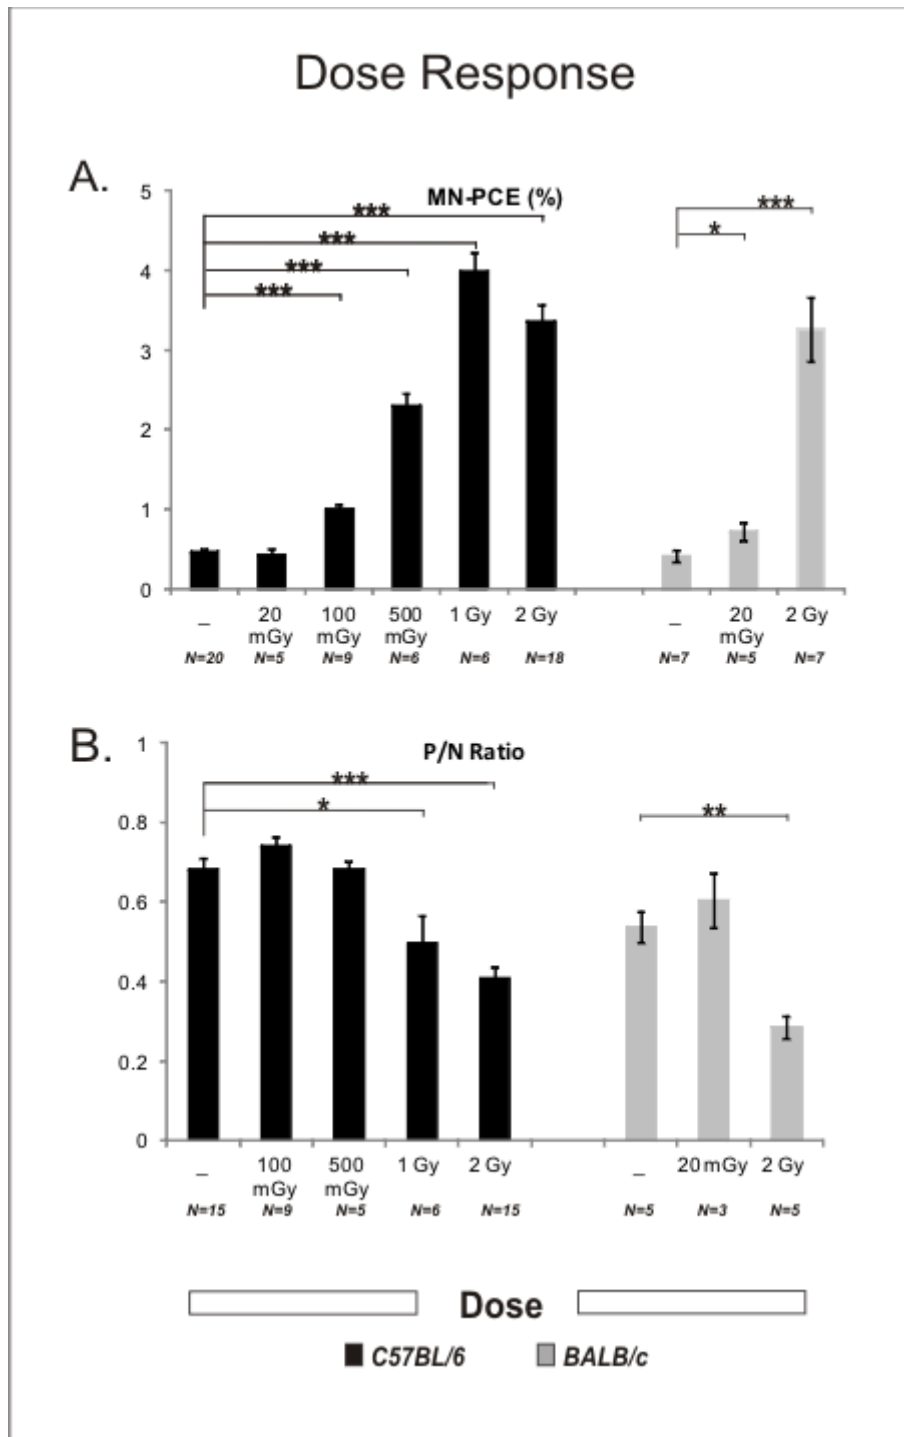 Dose Response
A.
MN-PCE (%)
5
4
3
2
1
0
***
***
***
***
***
*
_ 20 mGy 100 mGy 500 mGy 1 Gy 2 Gy _ 20 mGy 2 Gy
N=20 N=5 N=9 N=6 N=6 N=18 N=7 N=5 N=7
B.
P/N Ratio
1
0.8
0.6
0.4
0.2
0
***
*
**
_ 100 mGy 500 mGy 1 Gy 2 Gy _ 20 mGy 2 Gy
N=15 N=9 N=5 N=6 N=15 N=5 N=3 N=5
Dose
C57BL/6 BALB/c